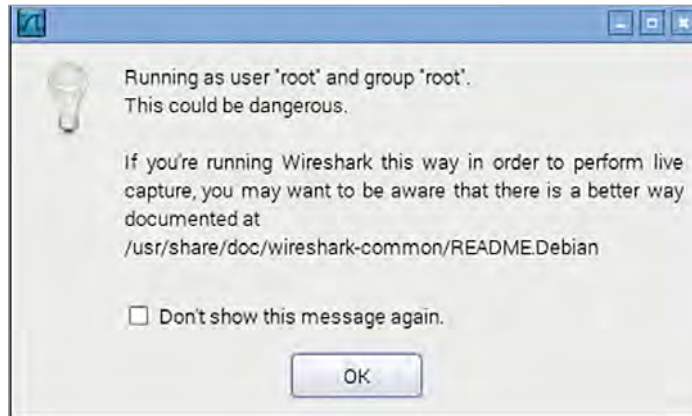 Running as user "root" and group "root".
This could be dangerous.
If you're running Wireshark this way in order to perform live
capture, you may want to be aware that there is a better way
documented at
/usr/share/doc/wireshark-common/README.Debian
Don't show this message again.
OK